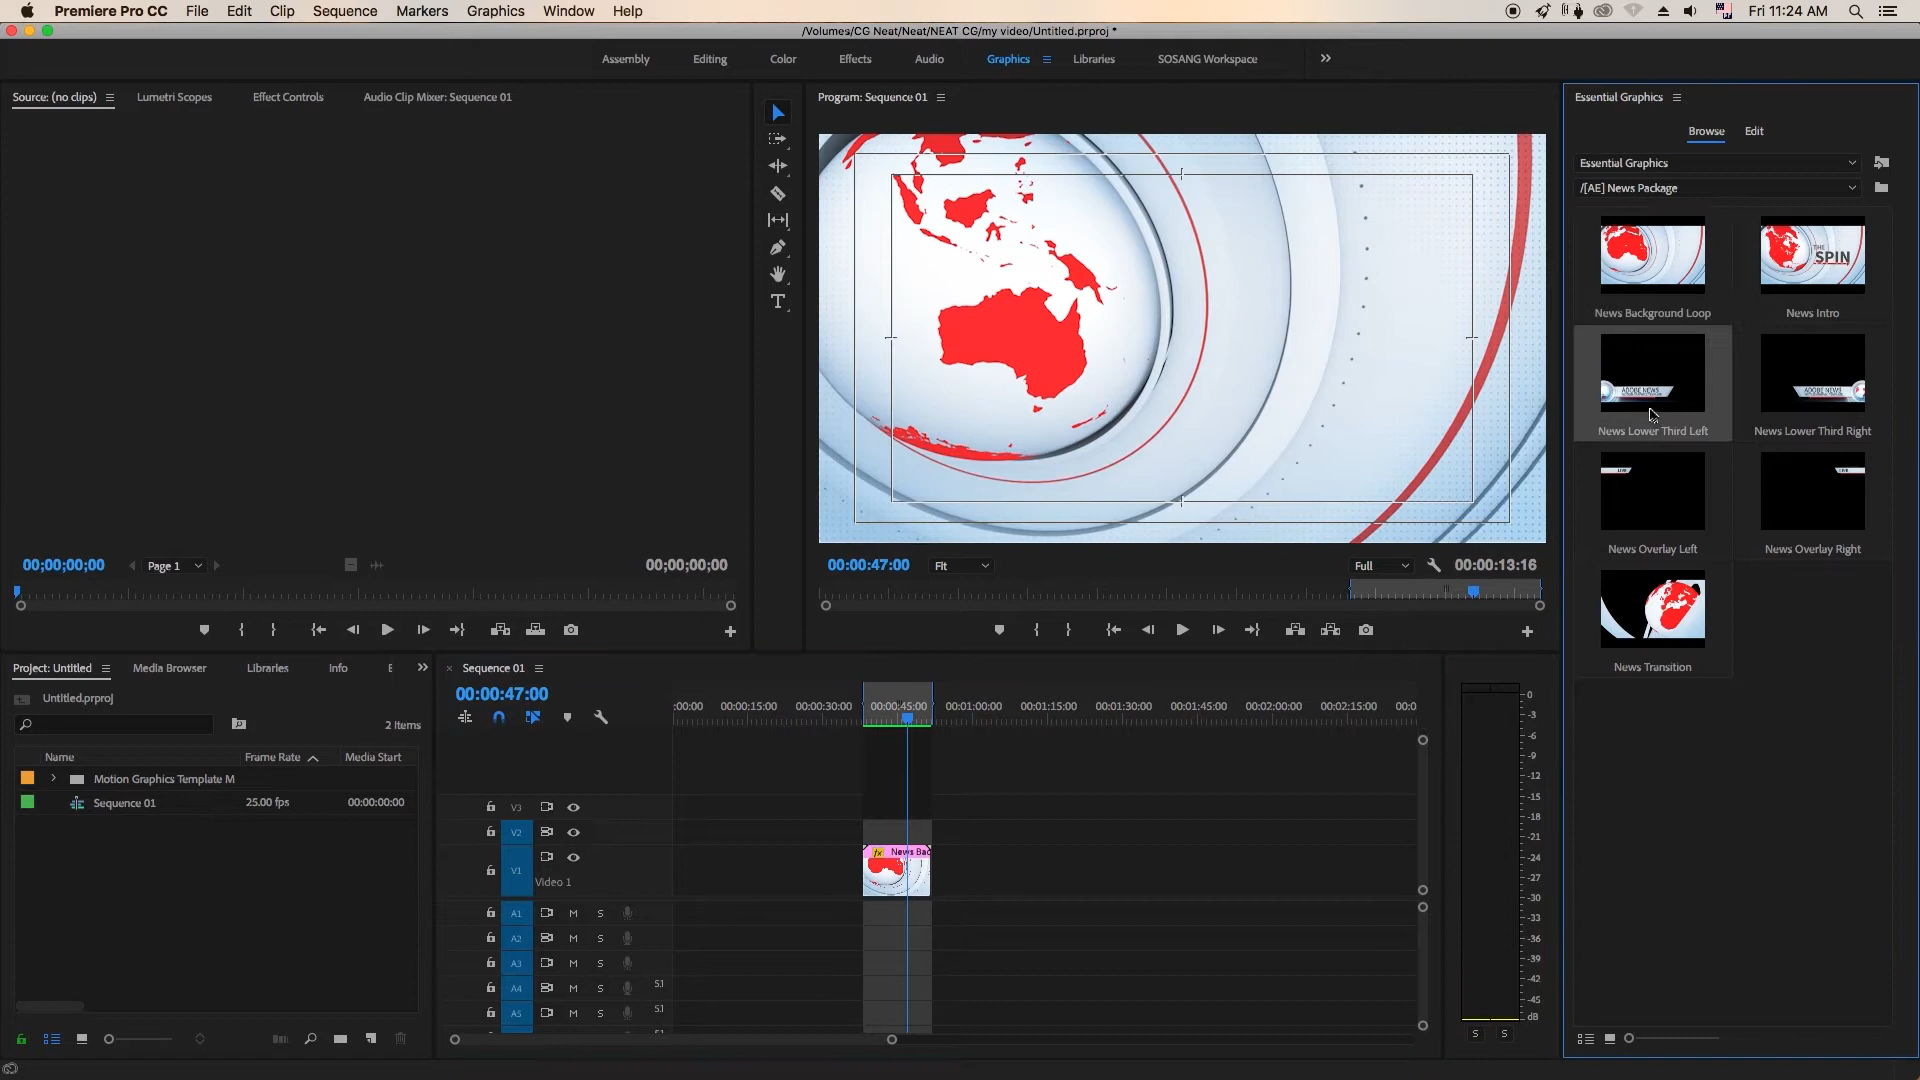 Premiere Pro CC File Edit Clip Sequence Markers Graphics Window Help Fri 11:24 AM
/Volumes/CG Neat/Neat/NEAT CG/my video/Untitled.prproj *
Assembly Editing Color Effects Audio Graphics Libraries SOSANG Workspace
Source: (no clips) Lumetri Scopes Effect Controls Audio Clip Mixer: Sequence 01
Program: Sequence 01
Essential Graphics
Browse Edit
Essential Graphics
/[AE] News Package
THE
SPIN
News Background Loop News Intro
ADOBE NEWS ADOBE NEWS
News Lower Third Left News Lower Third Right
LIVE LIVE
News Overlay Left News Overlay Right
News Transition
00;00;00;00 Page 1 00;00;00;00
00:00:47:00 Fit Full 00:00:13:16
Project: Untitled Media Browser Libraries Info E
Untitled.prproj
2 Items
Name Frame Rate Media Start
Motion Graphics Template M
Sequence 01 25.00 fps 00:00:00:00
Sequence 01
00:00:47:00
:00:00 00:00:15:00 00:00:30:00 00:00:45:00 00:01:00:00 00:01:15:00 00:01:30:00 00:01:45:00 00:02:00:00 00:02:15:00 00:0
V3
V2
fx News Bac
V1
Video 1
A1 M S
A2 M S
A3 M S
A4 M S 5.1
A5 M S 5.1
0
-3
-6
-9
-12
-15
-18
-21
-24
-27
-30
-33
-36
-39
-42
-45
dB
S S